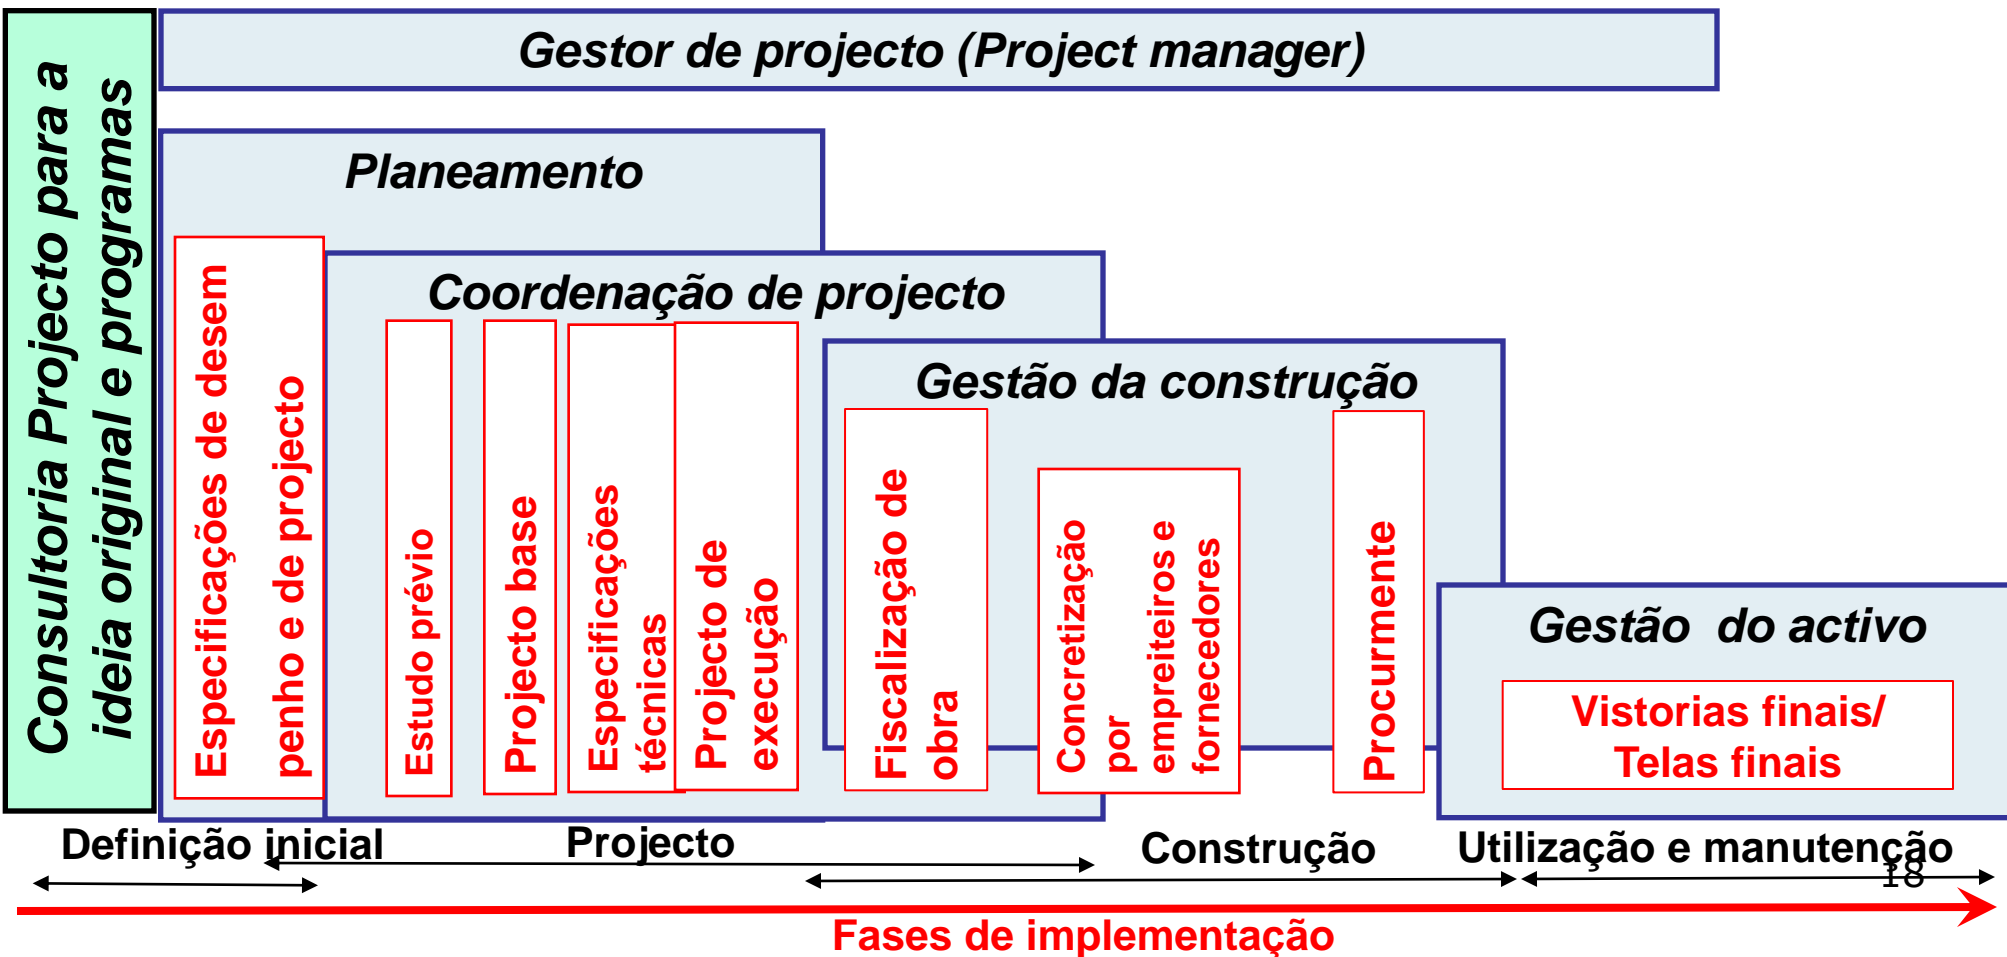 Consultoria Projecto para a
ideia original e programas
Gestor de projecto (Project manager)
Planeamento
Especificações de desem
penho e de projecto
Coordenação de projecto
Estudo prévio
Projecto base
Especificações
técnicas
Projecto de
execução
Gestão da construção
Fiscalização de
obra
Concretização
por
empreiteiros e
fornecedores
Procurmente
Gestão do activo
Vistorias finais/
Telas finais
Definição inicial
Projecto
Construção
Utilização e manutenção
18
Fases de implementação